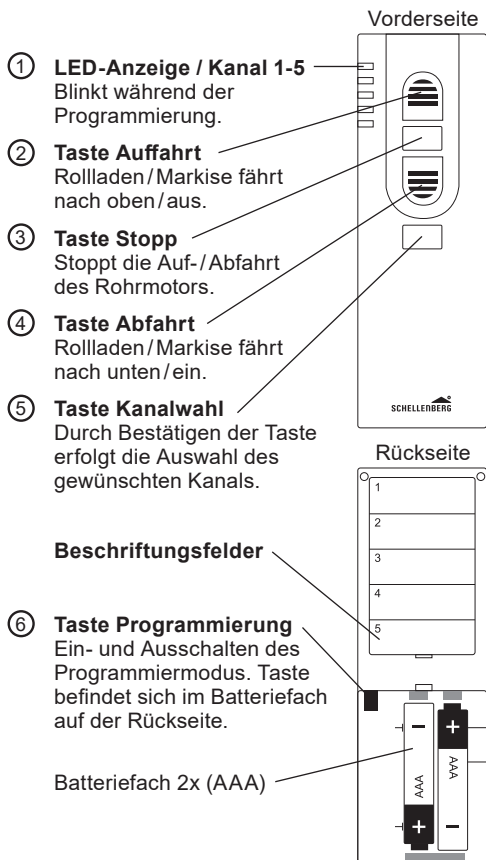 Vorderseite
① LED-Anzeige / Kanal 1-5
Blinkt während der
Programmierung.
② Taste Auffahrt
Rollladen/Markise fährt
nach oben/aus.
③ Taste Stopp
Stoppt die Auf-/Abfahrt
des Rohrmotors.
④ Taste Abfahrt
Rollladen/Markise fährt
nach unten/ein.
⑤ Taste Kanalwahl
Durch Bestätigen der Taste
erfolgt die Auswahl des
gewünschten Kanals.
SCHELLENBERG
Rückseite
1
2
3
4
5
Beschriftungsfelder
⑥ Taste Programmierung
Ein- und Ausschalten des
Programmiermodus. Taste
befindet sich im Batteriefach
auf der Rückseite.
Batteriefach 2x (AAA)
− +
AAA
AAA
+ −